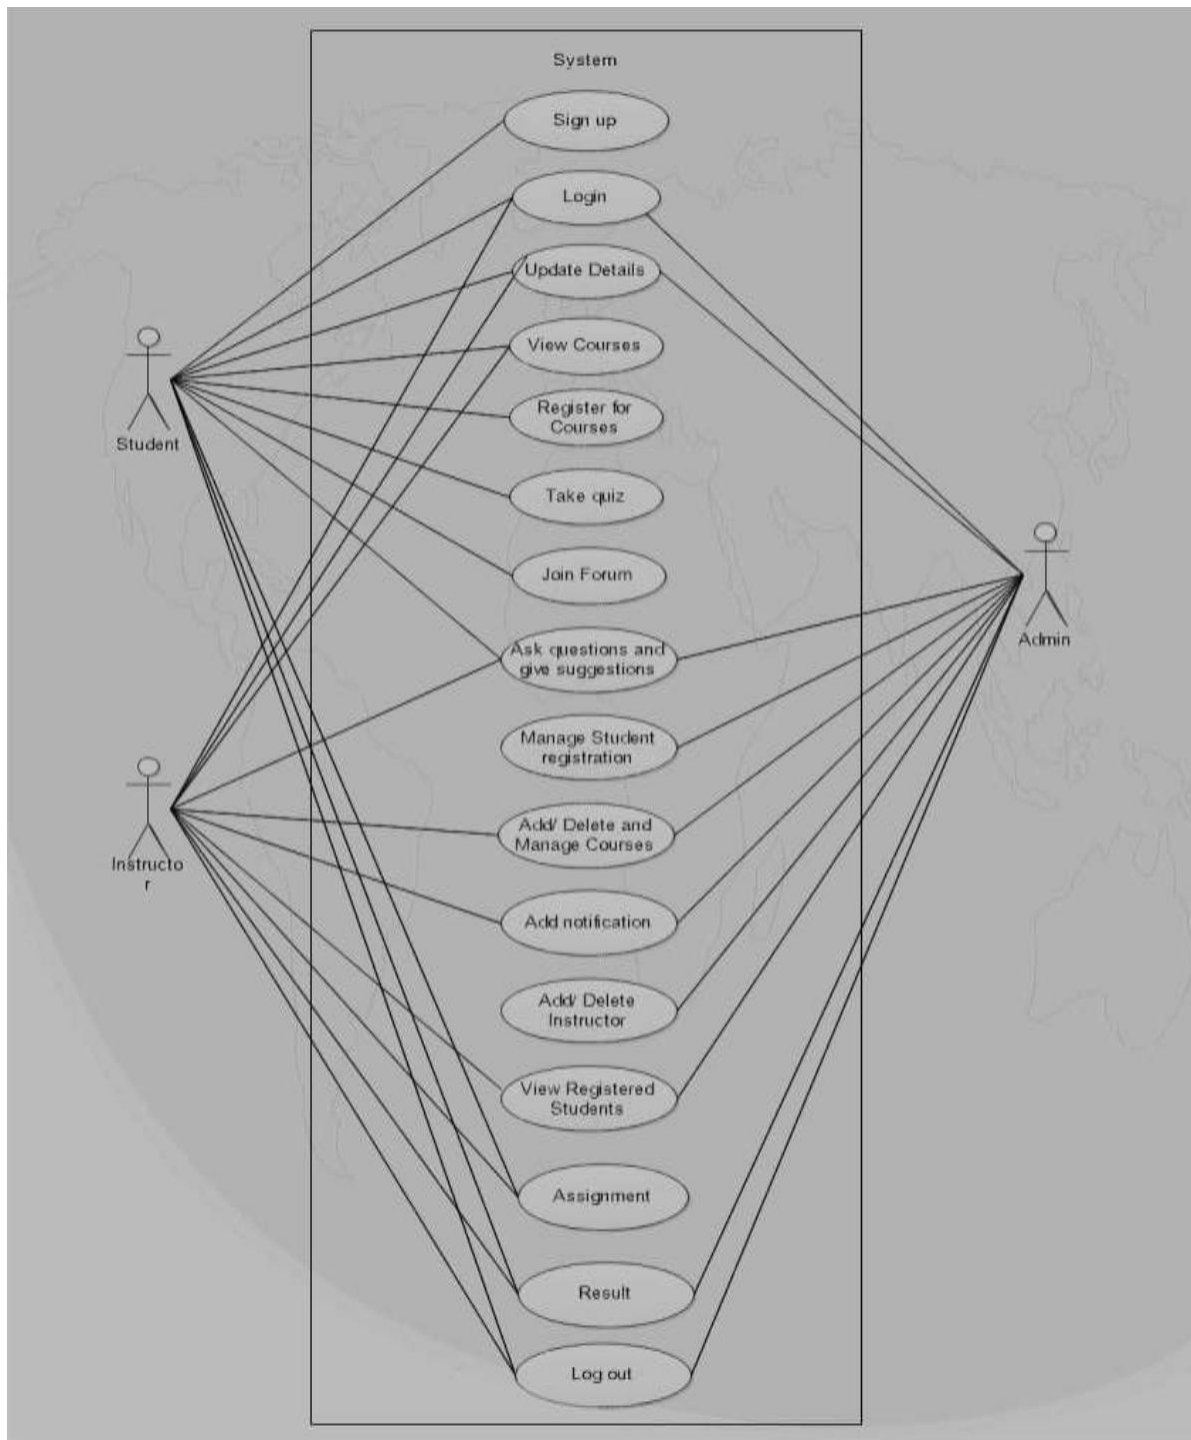 System
Sign up
Login
Update Details
View Courses
Register for
Courses
Student
Take quiz
Join Forum
Admin
Ask questions and
give suggestions
Manage Student
registration
Add/ Delete and
Manage Courses
Instructo
r
Add notification
Add/ Delete
Instructor
View Registered
Students
Assignment
Result
Log out